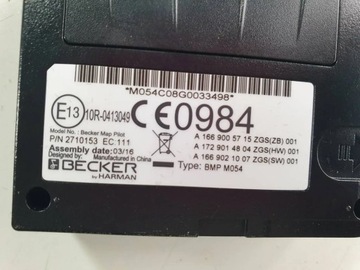 *M054C08G0033498*
E13 10R-0413049 CE0984
Model No.: Becker Map Pilot
P/N 2710153 EC:111
Assembly date: 03/16
Designed by: Manufactured in China
BECKER
by HARMAN
A 166 900 57 15 ZGS(ZB) 001
A 172 901 48 04 ZGS(HW) 001
A 166 902 10 07 ZGS(SW) 001
Type: BMP M054